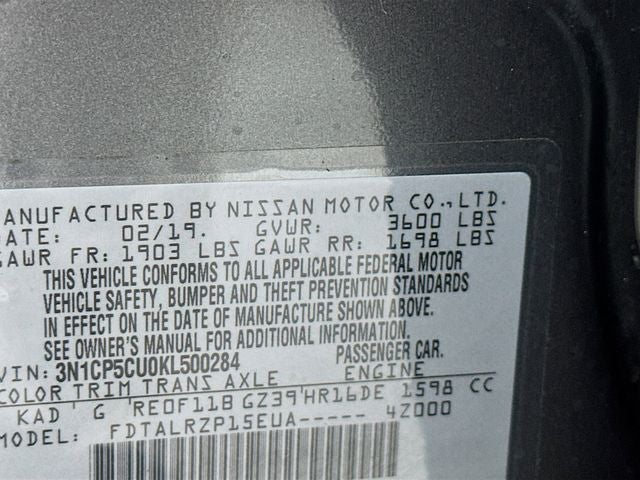 MANUFACTURED BY NISSAN MOTOR CO., LTD.
DATE: 02/19. GVWR: 3600 LBS
GAWR FR: 1903 LBS GAWR RR: 1698 LBS
THIS VEHICLE CONFORMS TO ALL APPLICABLE FEDERAL MOTOR
VEHICLE SAFETY, BUMPER AND THEFT PREVENTION STANDARDS
IN EFFECT ON THE DATE OF MANUFACTURE SHOWN ABOVE.
SEE OWNER'S MANUAL FOR ADDITIONAL INFORMATION.
VIN: 3N1CP5CU0KL500284 PASSENGER CAR.
COLOR TRIM TRANS AXLE ENGINE
KAD G RE0F11B GZ39 HR16DE 1598 CC
MODEL: FDTALRZP15EUA----- 4Z000